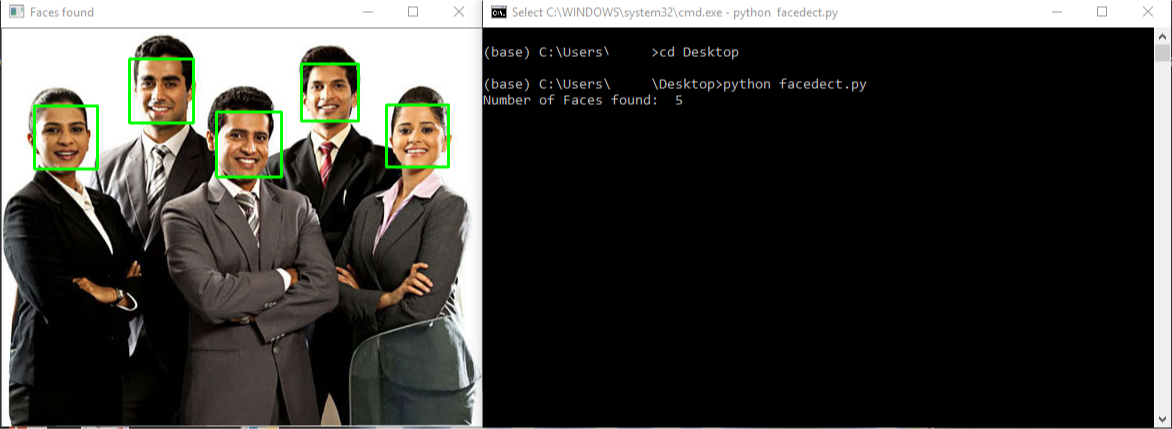 Faces found
Select C:\WINDOWS\system32\cmd.exe - python  facedect.py
(base) C:\Users\     >cd Desktop
(base) C:\Users\     \Desktop>python facedect.py
Number of Faces found:  5